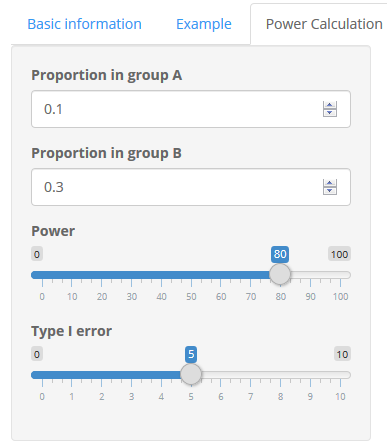 Basic information Example Power Calculation
Proportion in group A
0.1
Proportion in group B
0.3
Power
0 80 100
0 10 20 30 40 50 60 70 80 90 100
Type I error
0 5 10
0 1 2 3 4 5 6 7 8 9 10